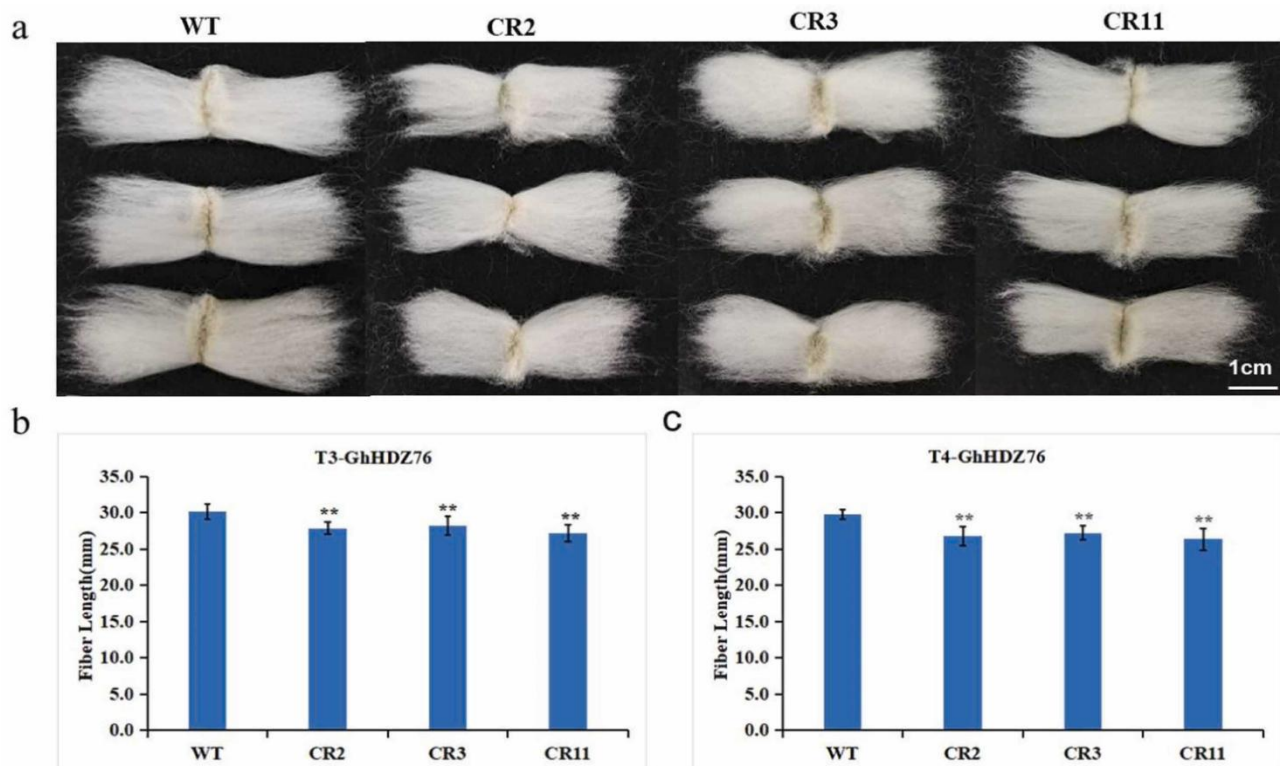 a
WT CR2 CR3 CR11
1cm
b
T3-GhHDZ76
Fiber Length(mm)
35.0
30.0
25.0
20.0
15.0
10.0
5.0
0.0
** ** **
WT CR2 CR3 CR11
c
T4-GhHDZ76
Fiber Length(mm)
35.0
30.0
25.0
20.0
15.0
10.0
5.0
0.0
** ** **
WT CR2 CR3 CR11